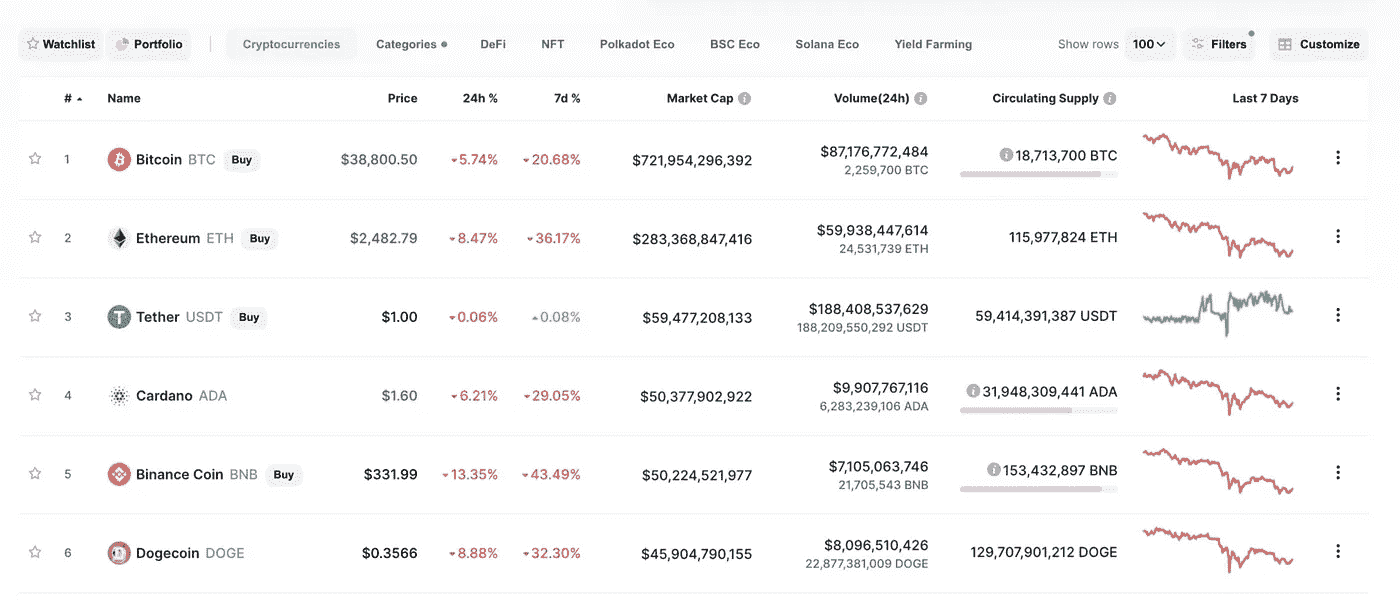 Watchlist Portfolio Cryptocurrencies Categories DeFi NFT Polkadot Eco BSC Eco Solana Eco Yield Farming Show rows 100 Filters Customize
# Name Price 24h % 7d % Market Cap Volume(24h) Circulating Supply Last 7 Days
1 Bitcoin BTC Buy $38,800.50 5.74% 20.68% $721,954,296,392 $87,176,772,484 18,713,700 BTC
2,259,700 BTC
2 Ethereum ETH Buy $2,482.79 8.47% 36.17% $283,368,847,416 $59,938,447,614 115,977,824 ETH
24,531,739 ETH
3 Tether USDT Buy $1.00 0.06% 0.08% $59,477,208,133 $188,408,537,629 59,414,391,387 USDT
188,209,550,292 USDT
4 Cardano ADA $1.60 6.21% 29.05% $50,377,902,922 $9,907,767,116 31,948,309,441 ADA
6,283,239,106 ADA
5 Binance Coin BNB Buy $331.99 13.35% 43.49% $50,224,521,977 $7,105,063,746 153,432,897 BNB
21,705,543 BNB
6 Dogecoin DOGE $0.3566 8.88% 32.30% $45,904,790,155 $8,096,510,426 129,707,901,212 DOGE
22,877,381,009 DOGE